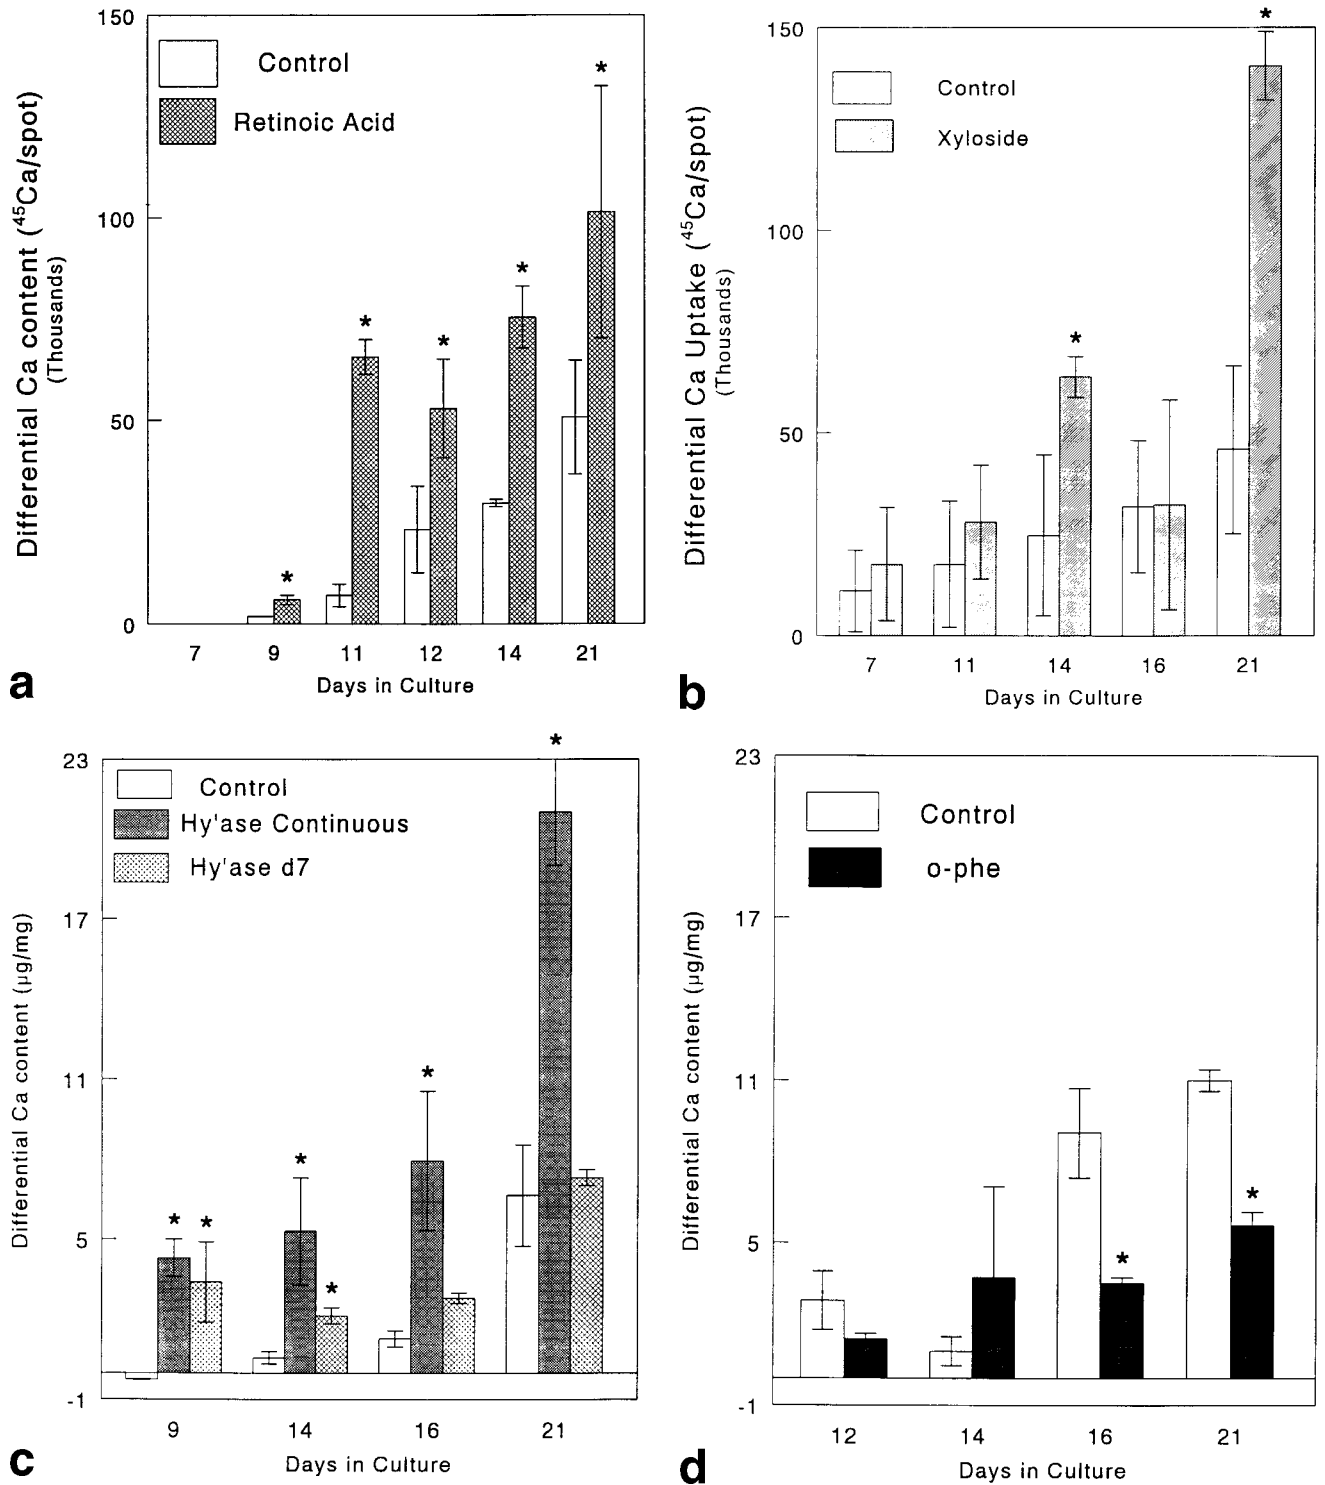 150
Control
Retinoic Acid
*
*
*
*
*
100
50
0
Differential Ca content (⁴⁵Ca/spot)
(Thousands)
7 9 11 12 14 21
Days in Culture
a
150
Control
Xyloside
*
*
100
50
0
Differential Ca Uptake (⁴⁵Ca/spot)
(Thousands)
7 11 14 16 21
Days in Culture
b
23
Control
Hy'ase Continuous
Hy'ase d7
*
*
*
* *
*
17
11
5
-1
Differential Ca content (µg/mg)
9 14 16 21
Days in Culture
c
23
Control
o-phe
17
11
5
-1
*
*
Differential Ca content (µg/mg)
12 14 16 21
Days in Culture
d